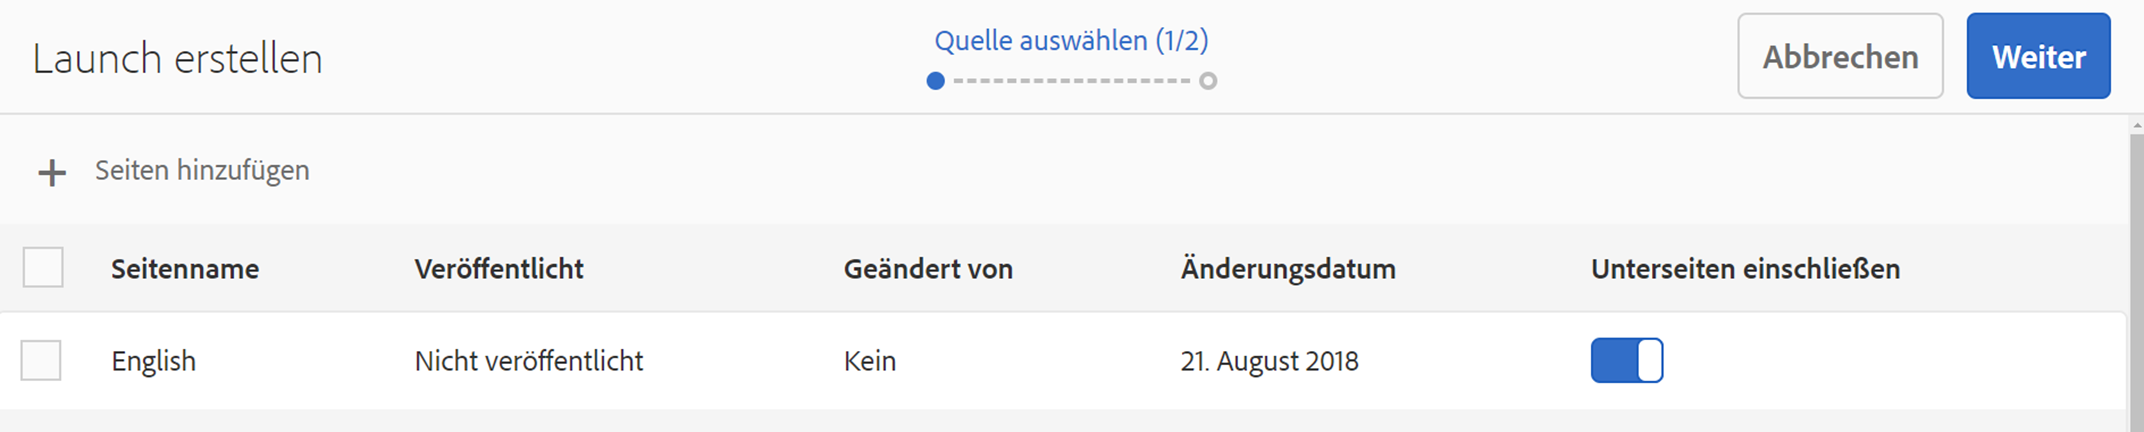 Launch erstellen
Quelle auswählen (1/2)
Abbrechen
Weiter
Seiten hinzufügen
Seitenname Veröffentlicht Geändert von Änderungsdatum Unterseiten einschließen
English Nicht veröffentlicht Kein 21. August 2018